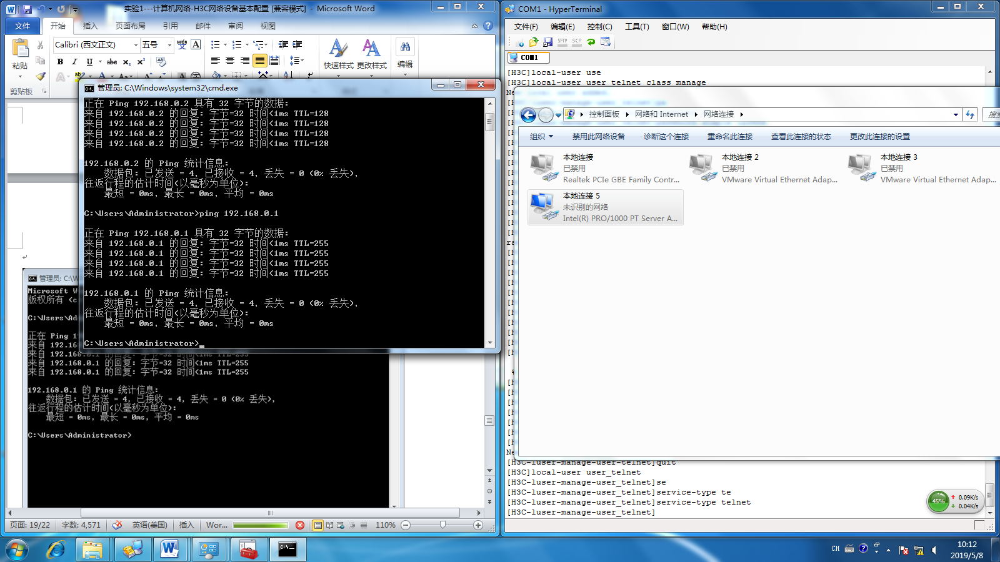 实验1---计算机网络-H3C网络设备基本配置 [兼容模式] - Microsoft Word
文件 开始 插入 页面布局 引用 邮件 审阅 视图
Calibri (西文正文) 五号
粘贴 快速样式 更改样式 编辑
剪贴板
管理员: C:\Windows\system32\cmd.exe
正在 Ping 192.168.0.2 具有 32 字节的数据:
来自 192.168.0.2 的回复: 字节=32 时间<1ms TTL=128
来自 192.168.0.2 的回复: 字节=32 时间<1ms TTL=128
来自 192.168.0.2 的回复: 字节=32 时间<1ms TTL=128
来自 192.168.0.2 的回复: 字节=32 时间<1ms TTL=128
192.168.0.2 的 Ping 统计信息:
数据包: 已发送 = 4, 已接收 = 4, 丢失 = 0 (0% 丢失),
往返行程的估计时间(以毫秒为单位):
最短 = 0ms, 最长 = 0ms, 平均 = 0ms
C:\Users\Administrator>ping 192.168.0.1
正在 Ping 192.168.0.1 具有 32 字节的数据:
来自 192.168.0.1 的回复: 字节=32 时间<1ms TTL=255
来自 192.168.0.1 的回复: 字节=32 时间<1ms TTL=255
来自 192.168.0.1 的回复: 字节=32 时间<1ms TTL=255
来自 192.168.0.1 的回复: 字节=32 时间<1ms TTL=255
192.168.0.1 的 Ping 统计信息:
数据包: 已发送 = 4, 已接收 = 4, 丢失 = 0 (0% 丢失),
往返行程的估计时间(以毫秒为单位):
最短 = 0ms, 最长 = 0ms, 平均 = 0ms
C:\Users\Administrator>_
管理员: C:\W
Microsoft W
版权所有 <c
C:\Users\Ad
正在 Ping 1
来自 192.16
来自 192.168.0.1 的回复: 字节=32 时间<1ms TTL=255
来自 192.168.0.1 的回复: 字节=32 时间<1ms TTL=255
192.168.0.1 的 Ping 统计信息:
数据包: 已发送 = 4, 已接收 = 4, 丢失 = 0 (0% 丢失),
往返行程的估计时间(以毫秒为单位):
最短 = 0ms, 最长 = 0ms, 平均 = 0ms
C:\Users\Administrator>
页面: 19/22 字数: 4,571 英语(美国) 插入 Wor... 110%
COM1 - HyperTerminal
文件(F) 编辑(E) 控制(C) 工具(T) 窗口(W) 帮助(H)
SFTP SCP
COM1
[H3C]local-user use
[H3C]local-user user_telnet class manage
控制面板 网络和 Internet 网络连接
组织 禁用此网络设备 诊断这个连接 重命名此连接 查看此连接的状态 更改此连接的设置
本地连接
已禁用
Realtek PCIe GBE Family Contr...
本地连接 2
已禁用
VMware Virtual Ethernet Adap...
本地连接 3
已禁用
VMware Virtual Ethernet Adap...
本地连接 5
未识别的网络
Intel(R) PRO/1000 PT Server A...
[H3C-luser-manage-user-telnet]quit
[H3C]local-user user_telnet
[H3C-luser-manage-user_telnet]se
[H3C-luser-manage-user_telnet]service-type te
[H3C-luser-manage-user_telnet]service-type telnet
[H3C-luser-manage-user_telnet]
45% 0.09K/s
0.04K/s
CH
10:12
2019/5/8